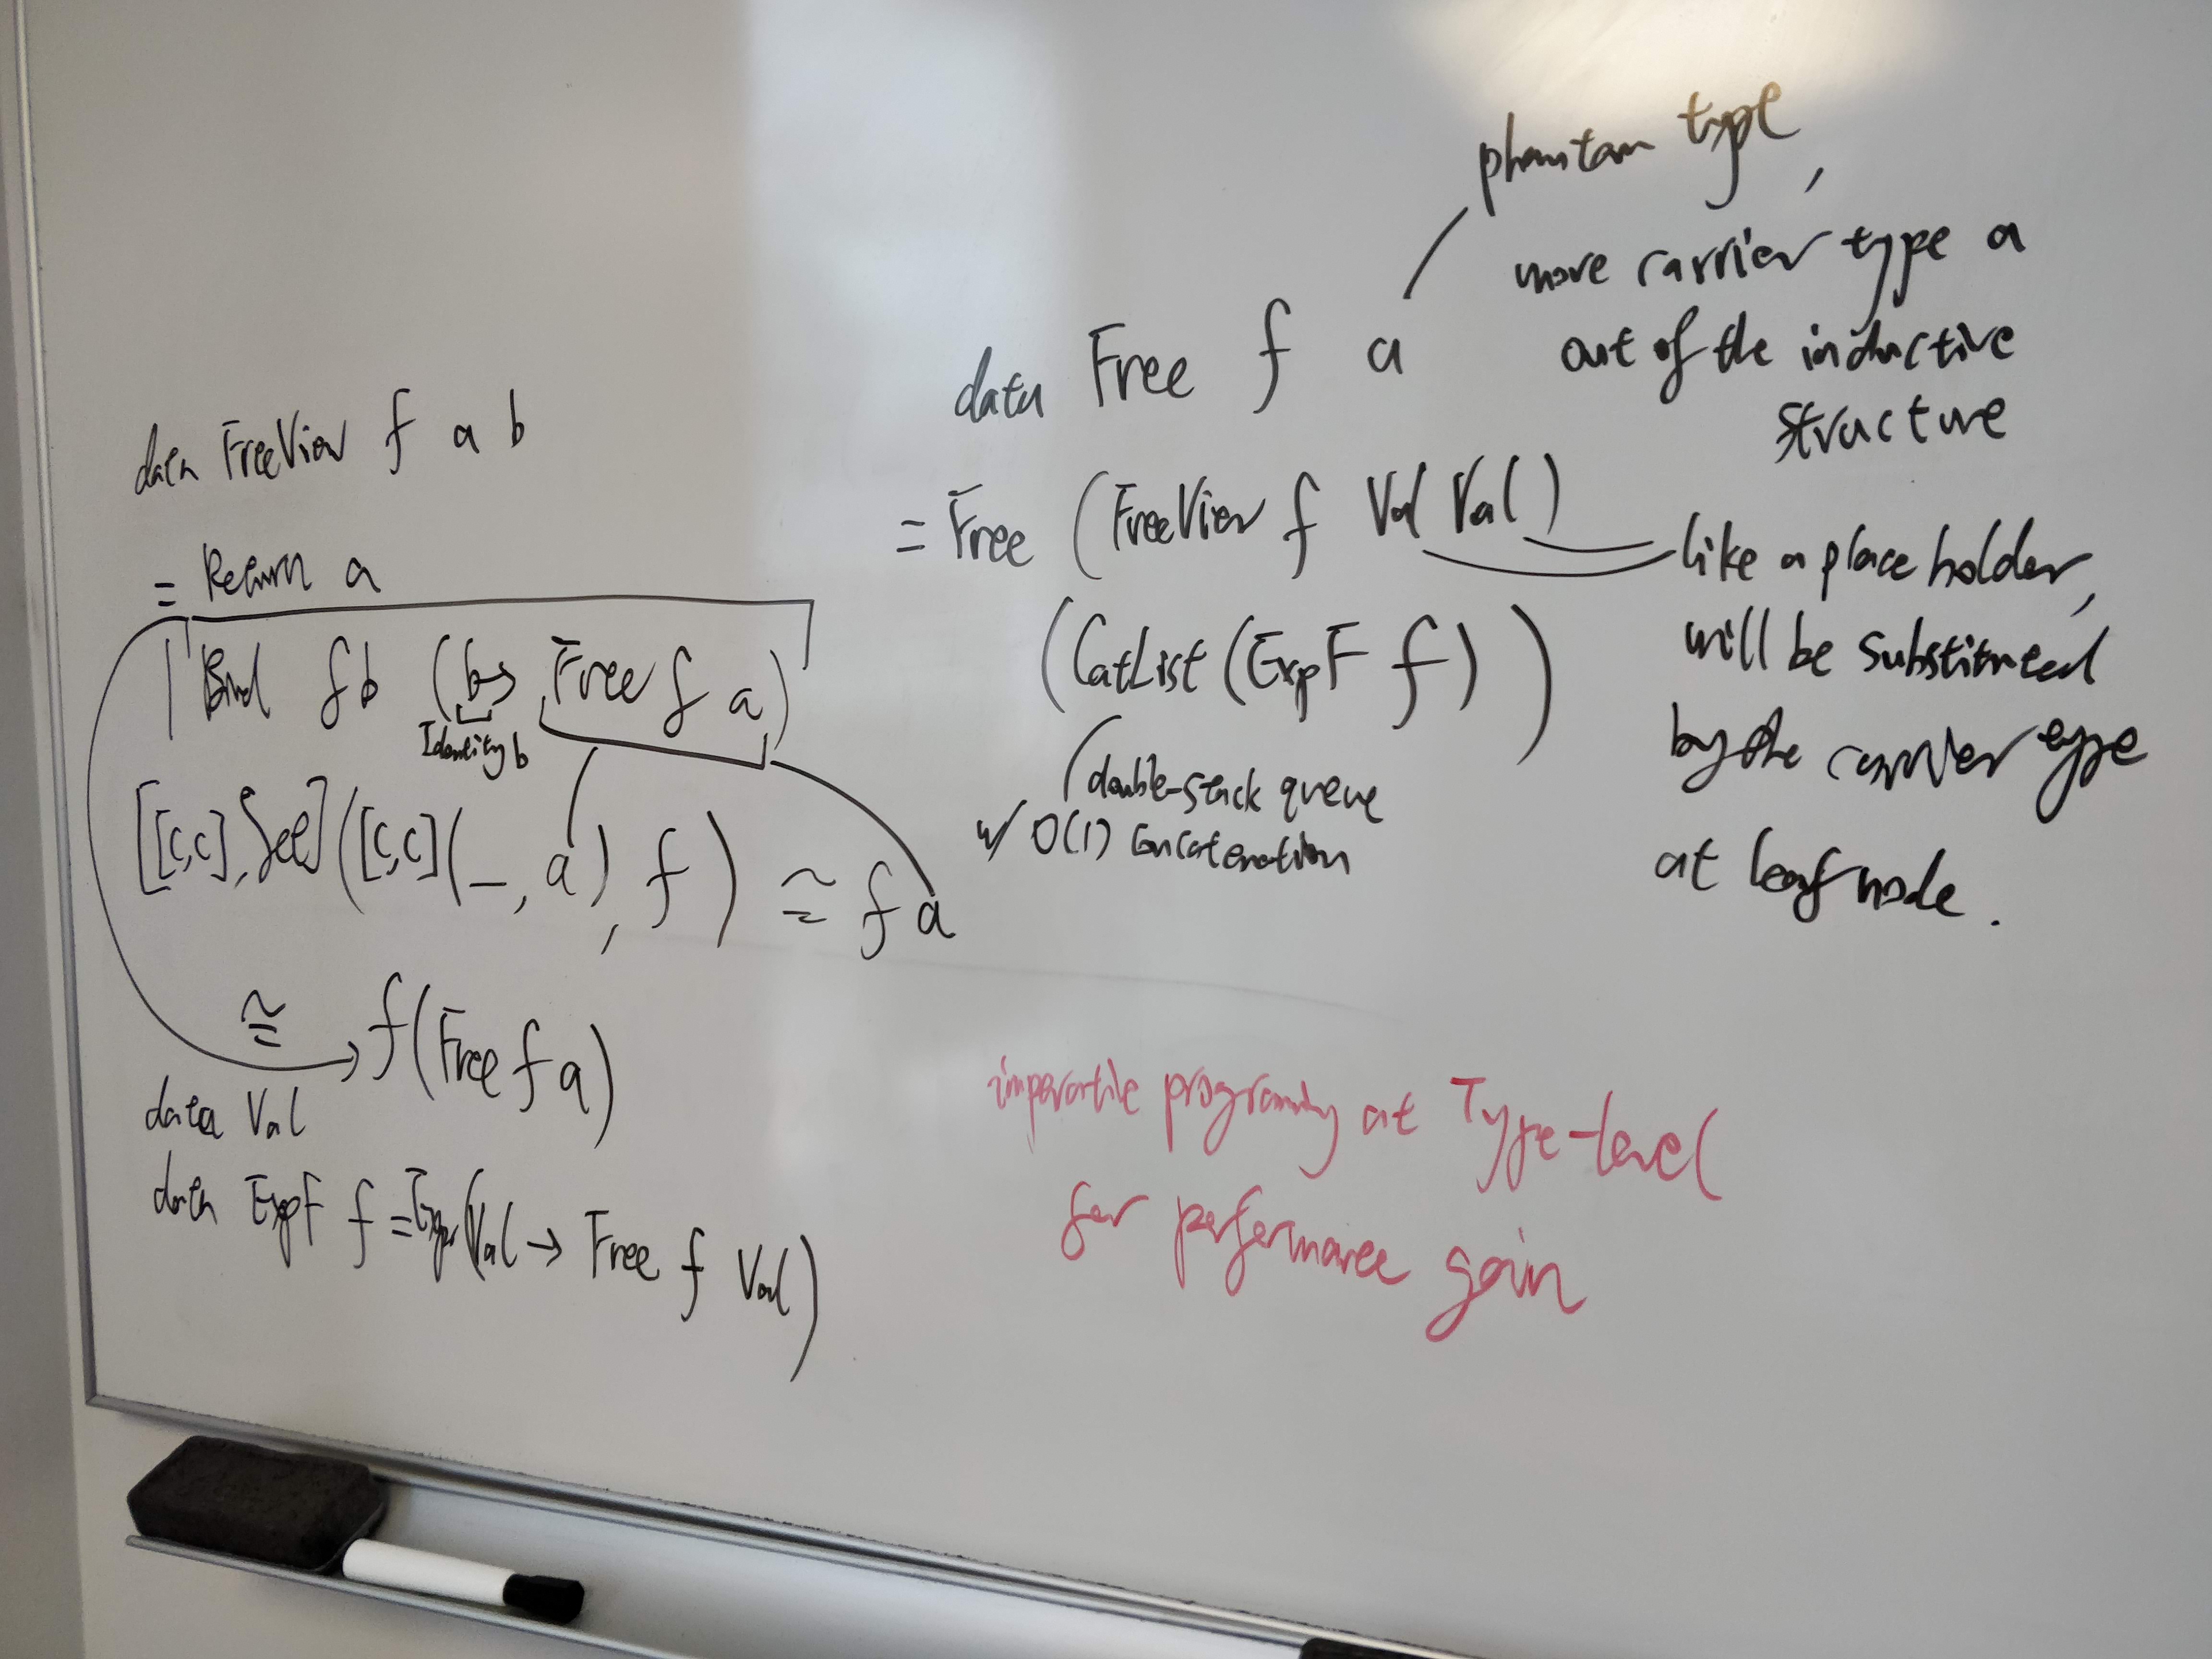 data FreeView f a b
= Return a
| Bind f b (b → Free f a)
Identity b
[[C,C],Set]([C,C](_, a), f) ≅ f a
≅ f(Free f a)
data Val
data ExpF f = (Val → Free f Val)
phantam type,
move carrier type a
out of the inductive
structure
data Free f a
= Free (FreeView f Val Val)
(CatList (ExpF f))
double-stack queue
w/ O(1) concatenation
like a place holder,
will be substituted
by the carrier type
at leaf node.
imperative programming at Type-level
for performance gain